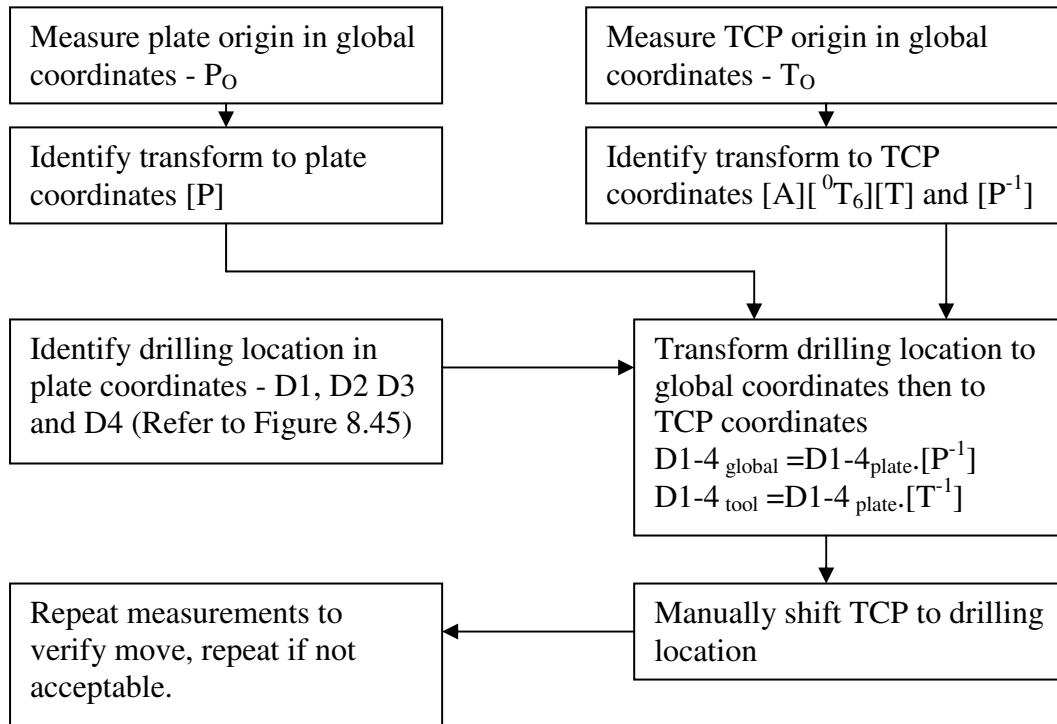 Measure plate origin in global
coordinates - P_O
Measure TCP origin in global
coordinates - T_O
Identify transform to plate
coordinates [P]
Identify transform to TCP
coordinates [A][ ⁰T₆][T] and [P⁻¹]
Identify drilling location in
plate coordinates - D1, D2 D3
and D4 (Refer to Figure 8.45)
Transform drilling location to
global coordinates then to
TCP coordinates
D1-4 global =D1-4plate.[P⁻¹]
D1-4 tool =D1-4 plate.[T⁻¹]
Repeat measurements to
verify move, repeat if not
acceptable.
Manually shift TCP to drilling
location